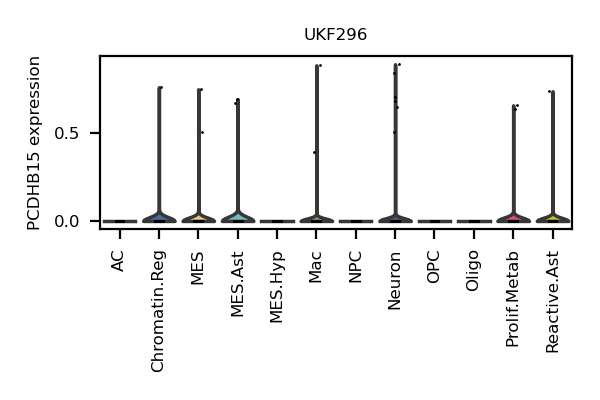 UKF296
PCDHB15 expression
0.5
0.0
AC
Chromatin.Reg
MES
MES.Ast
MES.Hyp
Mac
NPC
Neuron
OPC
Oligo
Prolif.Metab
Reactive.Ast